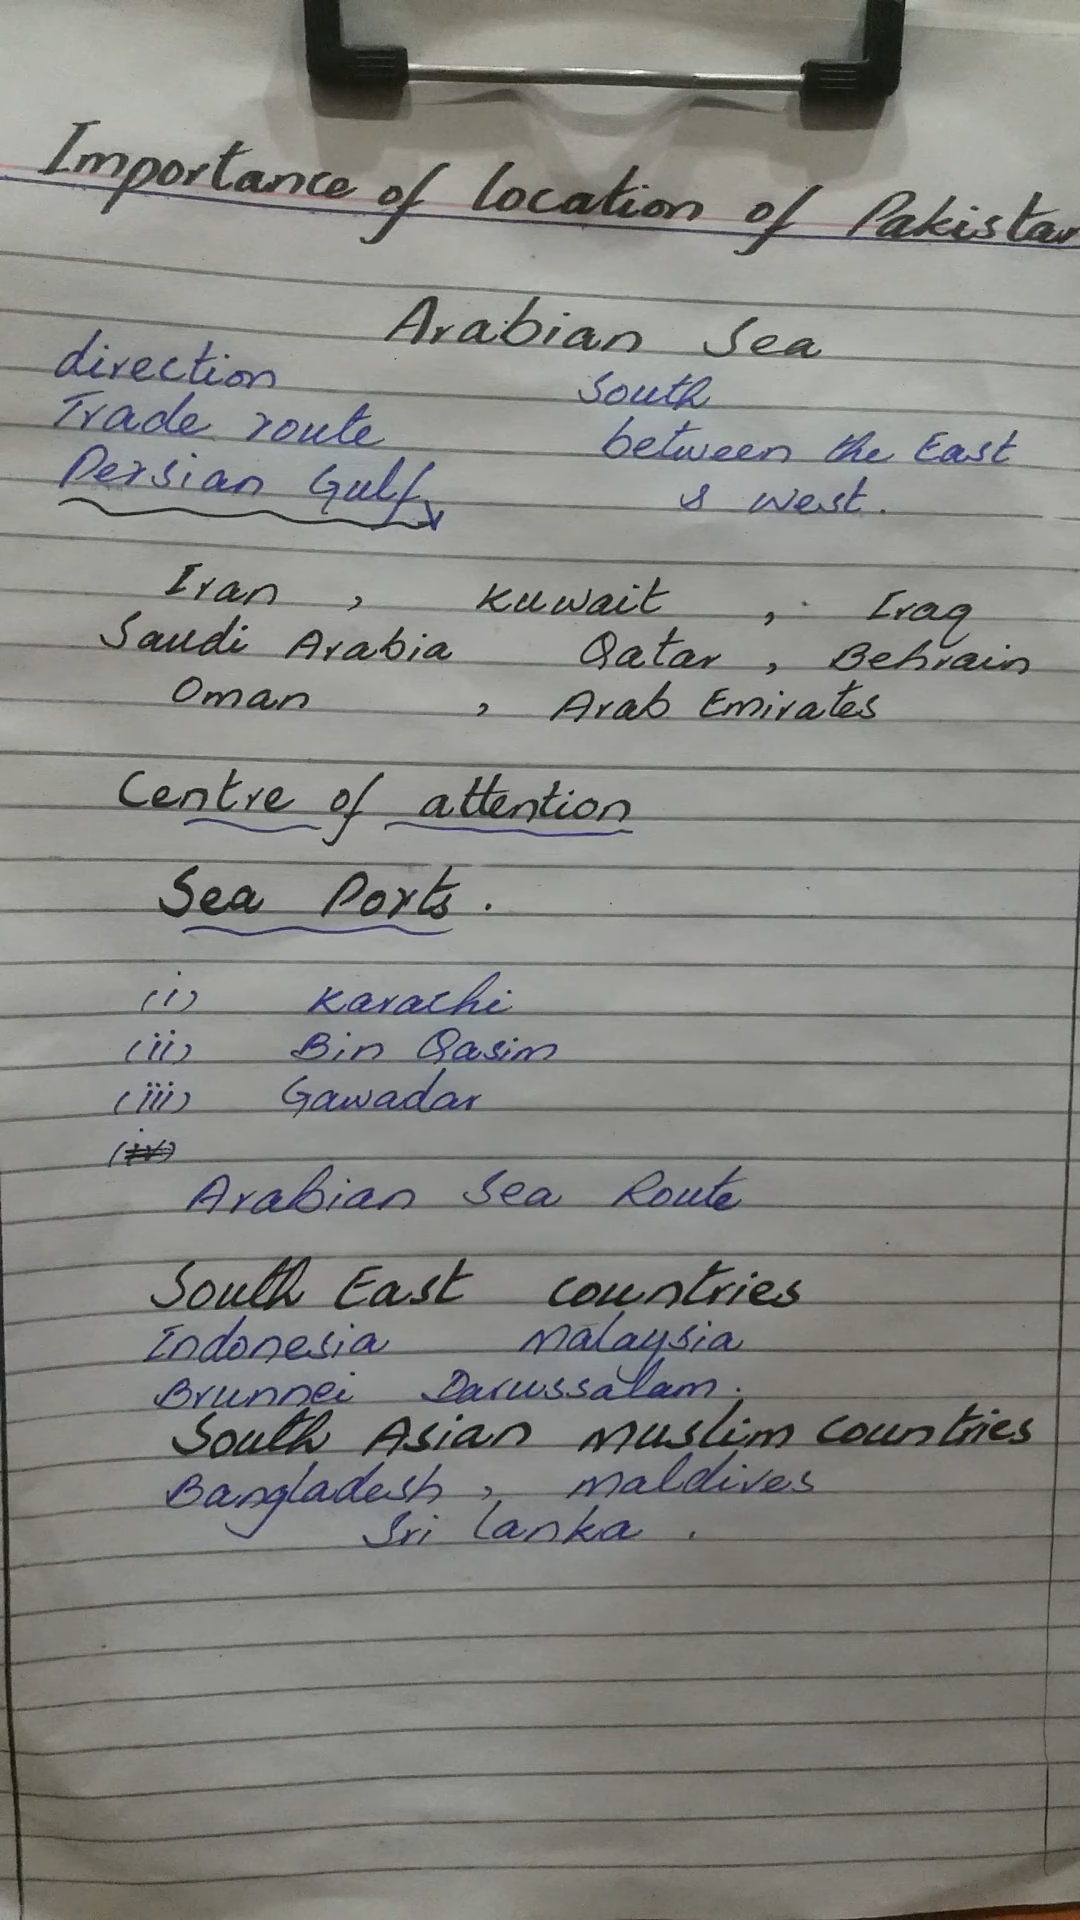 Importance of location of Pakistan
Arabian Sea
direction South
Trade route between the East
Persian Gulf & West.
Iran , Kuwait , Iraq
Saudi Arabia Qatar , Behrain
Oman , Arab Emirates
Centre of attention
Sea Ports.
(i) Karachi
(ii) Bin Qasim
(iii) Gawadar
(iv)
Arabian Sea Route
South East countries
Indonesia Malaysia
Brunnei Darussalam.
South Asian Muslim Countries
Bangladesh , Maldives
Sri lanka .